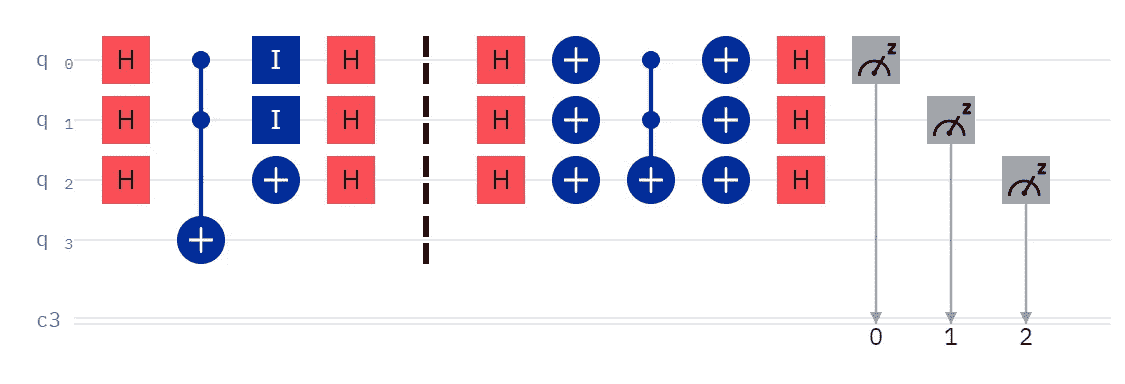 q 0 H I H H H z
q 1 H I H H H z
q 2 H H H H z
q 3
c3
0 1 2